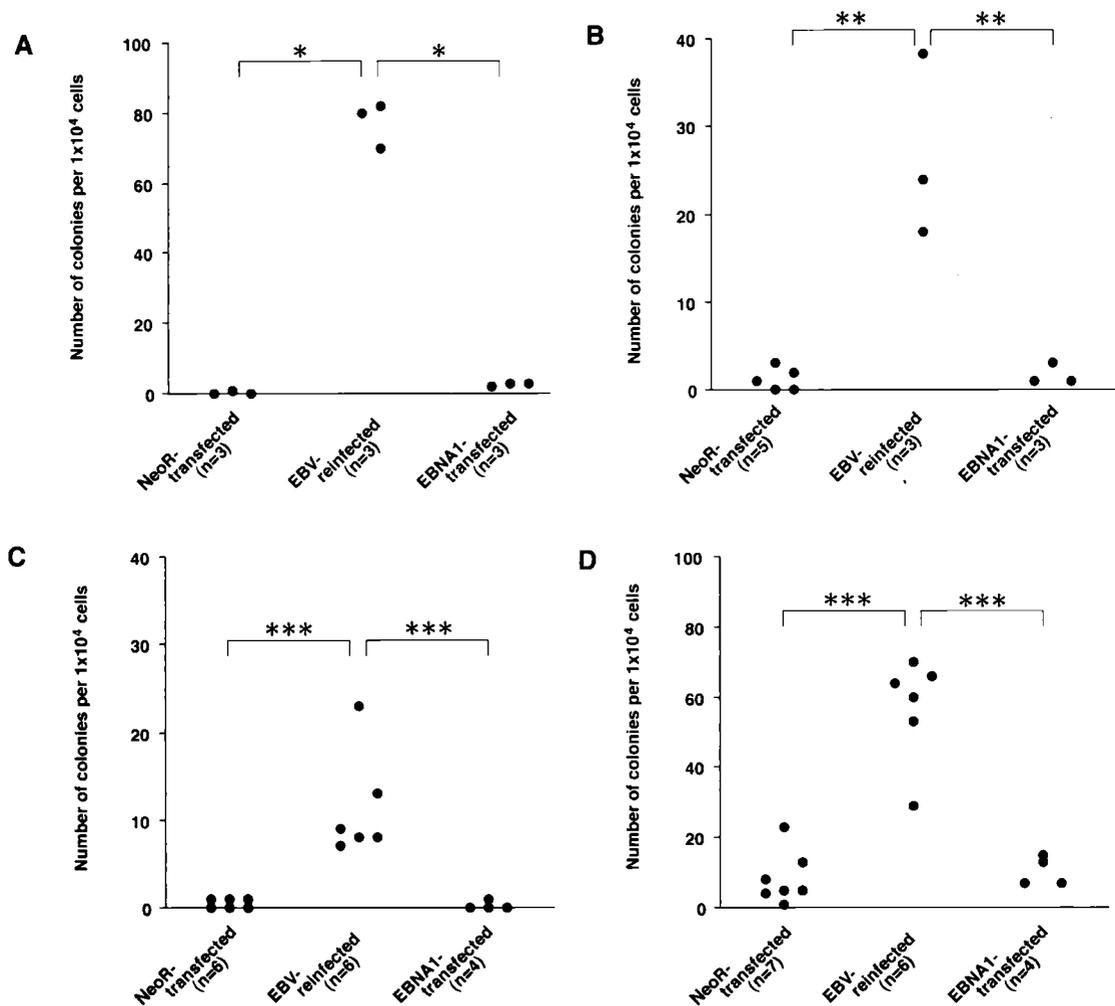 A
Number of colonies per 1x10⁴ cells
100
80
60
40
20
0
*
*
NeoR-
transfected
(n=3)
EBV-
reinfected
(n=3)
EBNA1-
transfected
(n=3)
B
Number of colonies per 1x10⁴ cells
40
30
20
10
0
**
**
NeoR-
transfected
(n=5)
EBV-
reinfected
(n=3)
EBNA1-
transfected
(n=3)
C
Number of colonies per 1x10⁴ cells
40
30
20
10
0
***
***
NeoR-
transfected
(n=6)
EBV-
reinfected
(n=6)
EBNA1-
transfected
(n=4)
D
Number of colonies per 1x10⁴ cells
100
80
60
40
20
0
***
***
NeoR-
transfected
(n=7)
EBV-
reinfected
(n=6)
EBNA1-
transfected
(n=4)